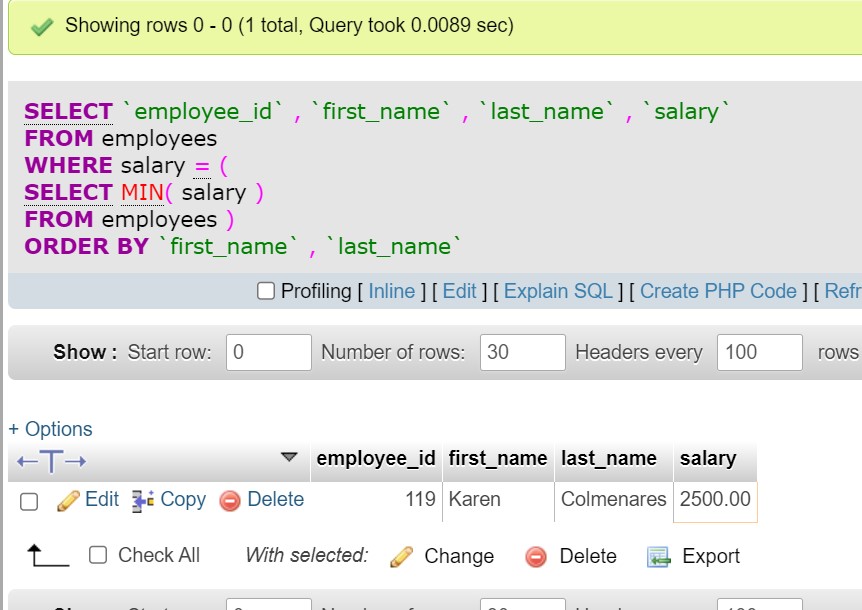 Showing rows 0 - 0 (1 total, Query took 0.0089 sec)
SELECT `employee_id` , `first_name` , `last_name` , `salary`
FROM employees
WHERE salary = (
SELECT MIN( salary )
FROM employees )
ORDER BY `first_name` , `last_name`
Profiling [ Inline ] [ Edit ] [ Explain SQL ] [ Create PHP Code ] [ Refr
Show : Start row: 0 Number of rows: 30 Headers every 100 rows
+ Options
←T→ employee_id first_name last_name salary
Edit Copy Delete 119 Karen Colmenares 2500.00
Check All With selected: Change Delete Export